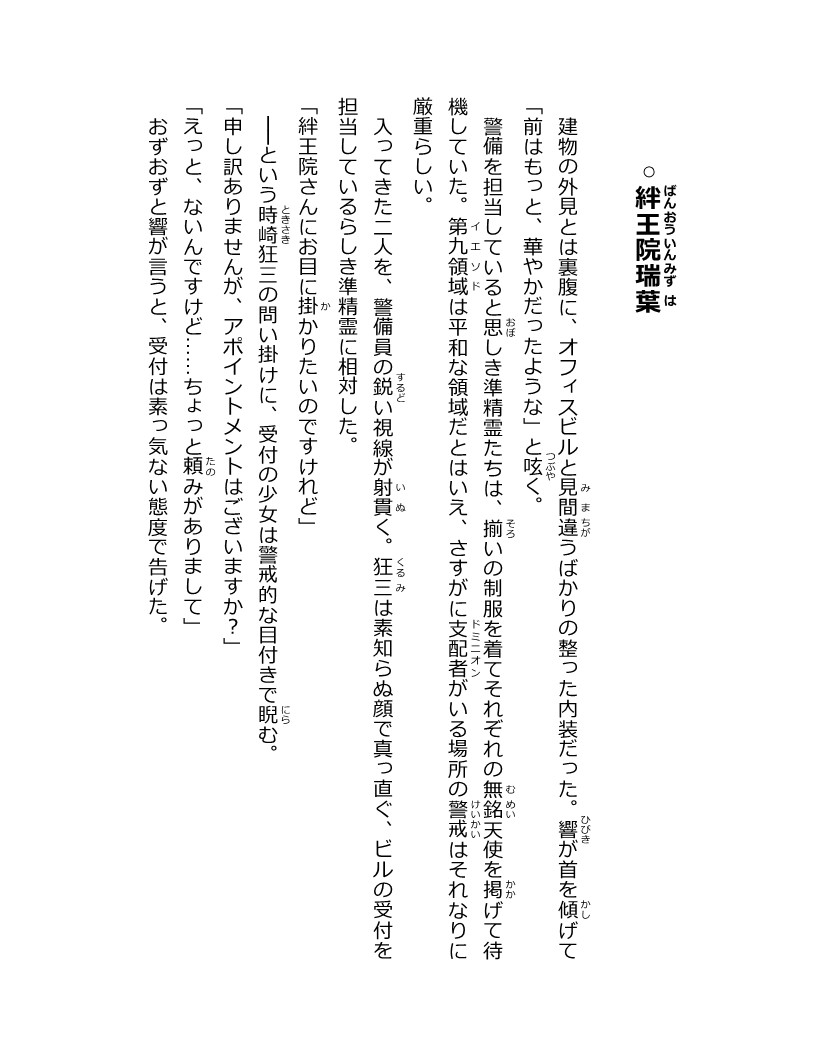 ○絆王院瑞葉
建物の外見とは裏腹に、オフィスビルと見間違うばかりの整った内装だった。響が首を傾げて
「前はもっと、華やかだったような」と呟く。
警備を担当していると思しき準精霊たちは、揃いの制服を着てそれぞれの無銘天使を掲げて待
機していた。第九領域は平和な領域だとはいえ、さすがに支配者がいる場所の警戒はそれなりに
厳重らしい。
入ってきた二人を、警備員の鋭い視線が射貫く。狂三は素知らぬ顔で真っ直ぐ、ビルの受付を
担当しているらしき準精霊に相対した。
「絆王院さんにお目に掛かりたいのですけれど」
──という時崎狂三の問い掛けに、受付の少女は警戒的な目付きで睨む。
「申し訳ありませんが、アポイントメントはございますか？」
「えっと、ないんですけど……ちょっと頼みがありまして」
おずおずと響が言うと、受付は素っ気ない態度で告げた。